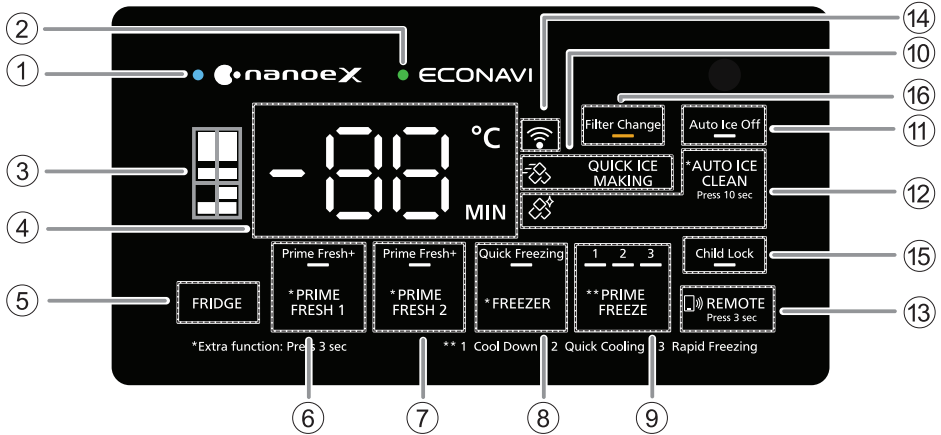 2
14
1
nanoeX
ECONAVI
10
16
Filter Change
Auto Ice Off
11
3
-88
°C
MIN
QUICK ICE
MAKING
*AUTO ICE
CLEAN
Press 10 sec
12
4
Prime Fresh+
Prime Fresh+
Quick Freezing
1 2 3
Child Lock
15
5
FRIDGE
*PRIME
FRESH 1
*PRIME
FRESH 2
*FREEZER
**PRIME
FREEZE
REMOTE
Press 3 sec
13
*Extra function: Press 3 sec
** 1 Cool Down 2 Quick Cooling 3 Rapid Freezing
6
7
8
9